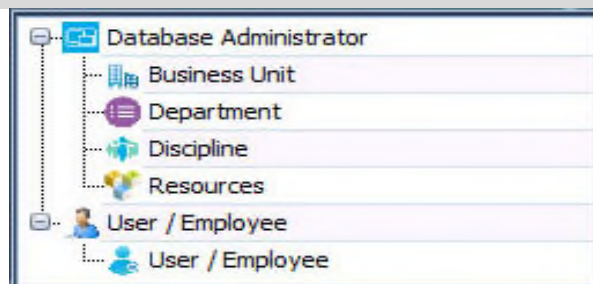 Database Administrator
Business Unit
Department
Discipline
Resources
User / Employee
User / Employee